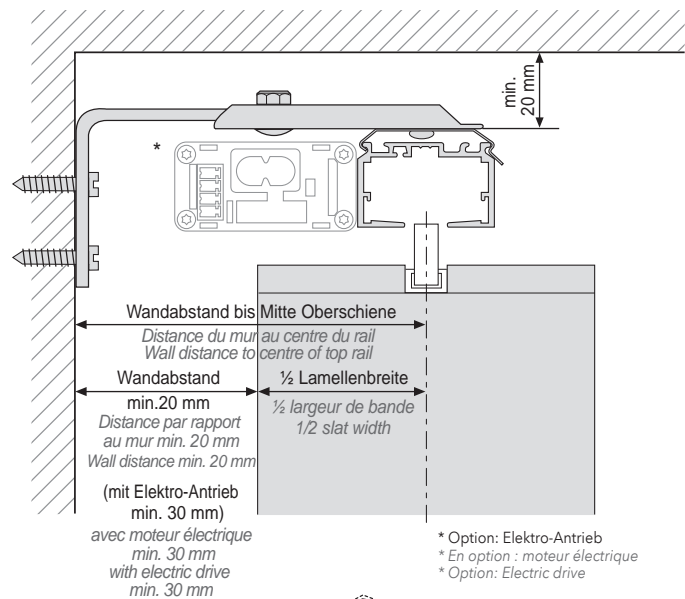 min.
20 mm
*
Wandabstand bis Mitte Oberschiene
Distance du mur au centre du rail
Wall distance to centre of top rail
Wandabstand
min.20 mm
Distance par rapport
au mur min. 20 mm
Wall distance min. 20 mm
½ Lamellenbreite
½ largeur de bande
1/2 slat width
(mit Elektro-Antrieb
min. 30 mm)
avec moteur électrique
min. 30 mm
with electric drive
min. 30 mm
* Option: Elektro-Antrieb
* En option : moteur électrique
* Option: Electric drive